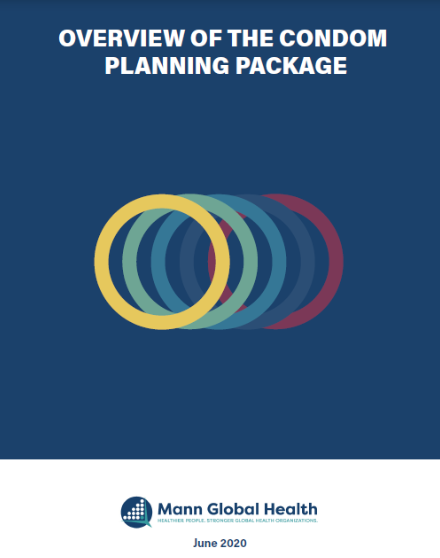 OVERVIEW OF THE CONDOM
PLANNING PACKAGE
Mann Global Health
HEALTHIER PEOPLE. STRONGER GLOBAL HEALTH ORGANIZATIONS.
June 2020